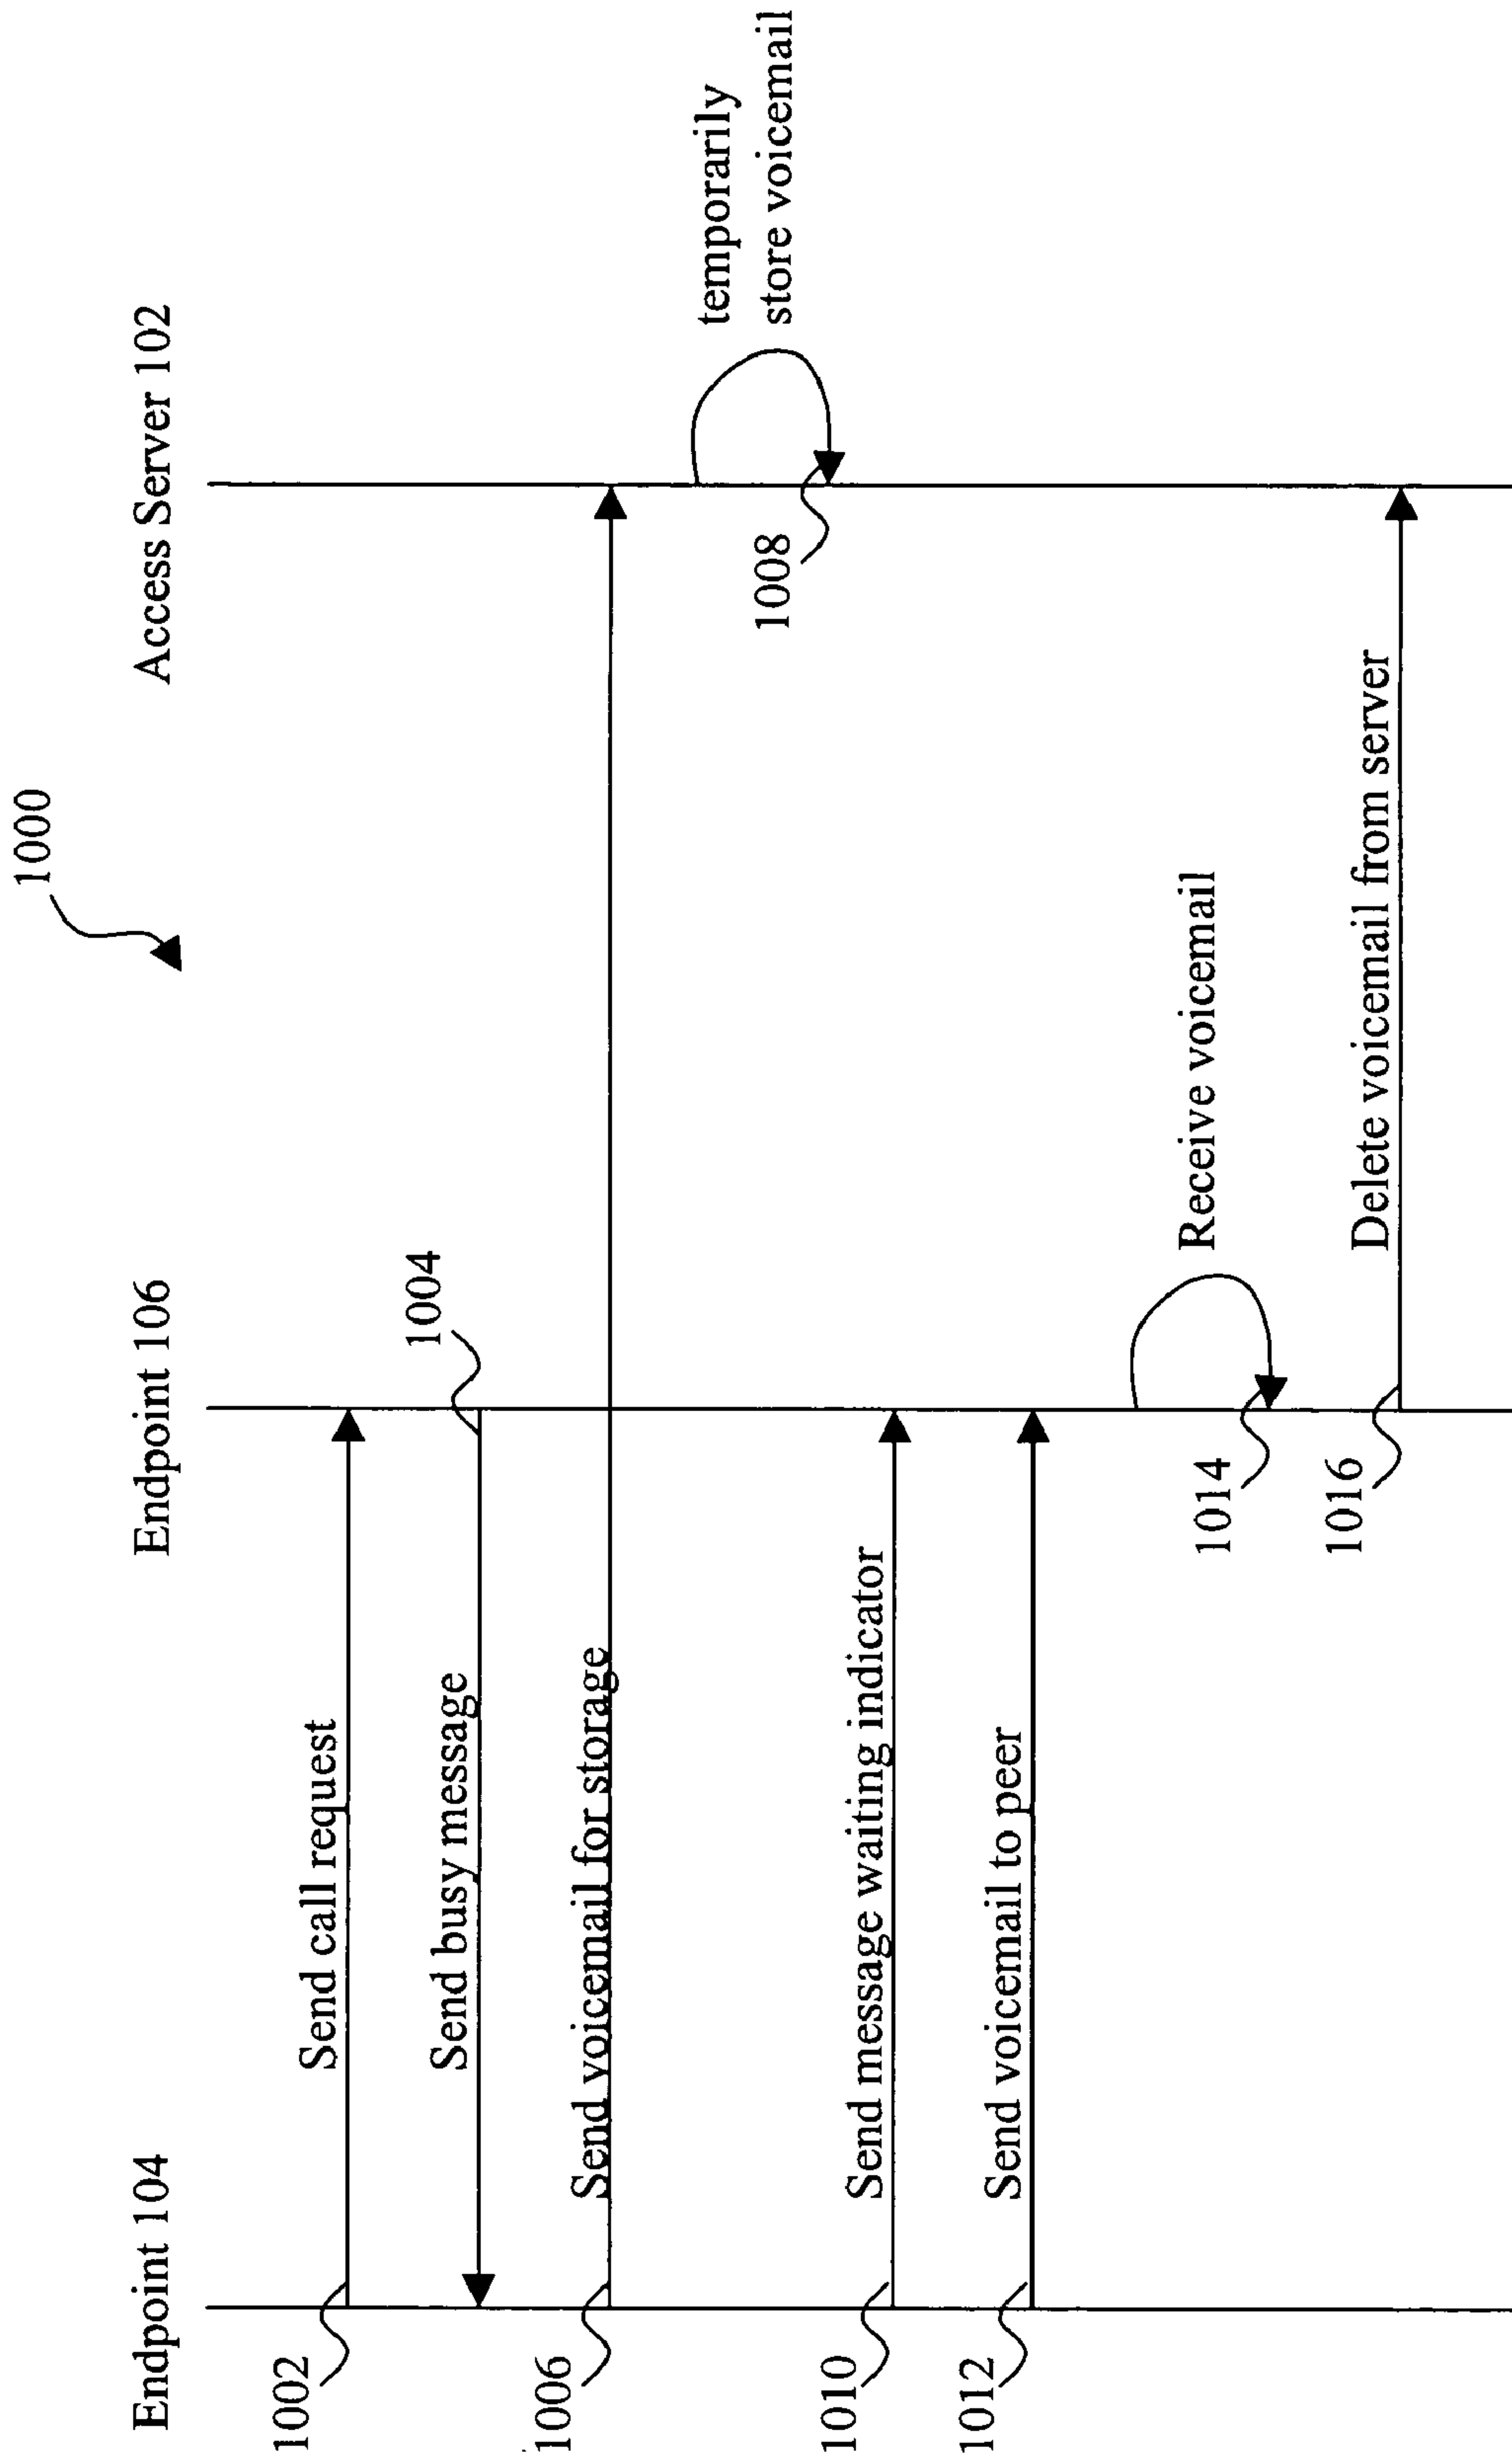 1000
Endpoint 104
Endpoint 106
Access Server 102
1002
Send call request
Send busy message
1004
1006
Send voicemail for storage
temporarily
store voicemail
1008
1010
Send message waiting indicator
1012
Send voicemail to peer
Receive voicemail
1014
1016
Delete voicemail from server